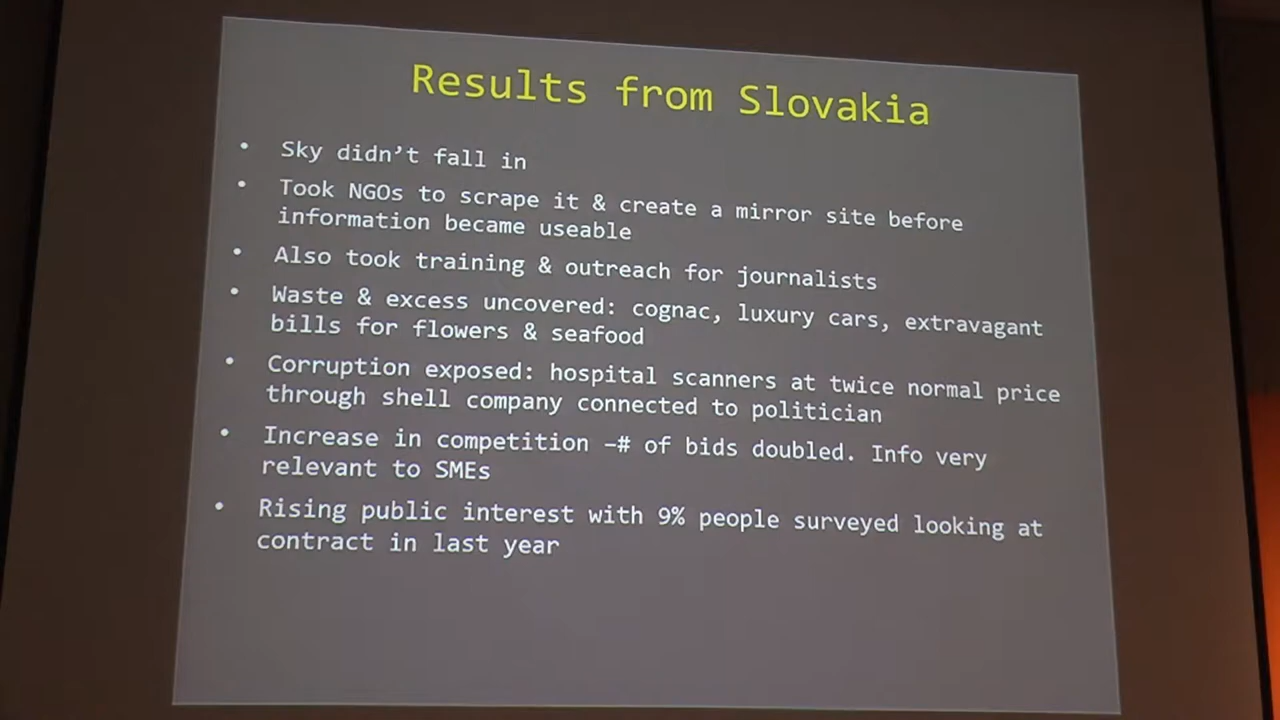 Results from Slovakia
• Sky didn't fall in
• Took NGOs to scrape it & create a mirror site before
information became useable
• Also took training & outreach for journalists
• Waste & excess uncovered: cognac, luxury cars, extravagant
bills for flowers & seafood
• Corruption exposed: hospital scanners at twice normal price
through shell company connected to politician
• Increase in competition –# of bids doubled. Info very
relevant to SMEs
• Rising public interest with 9% people surveyed looking at
contract in last year